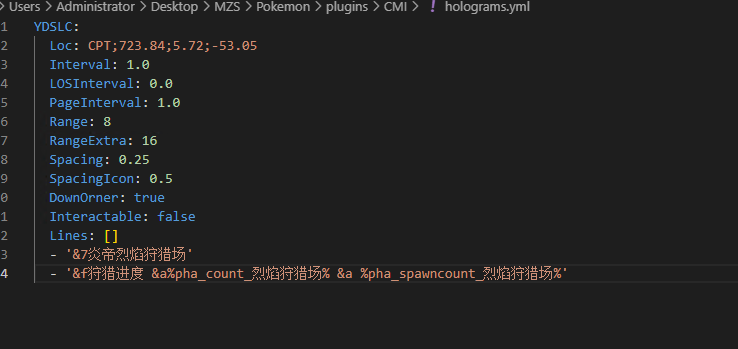 > Users > Administrator > Desktop > MZS > Pokemon > plugins > CMI > ! holograms.yml
1 YDSLC:
2 Loc: CPT;723.84;5.72;-53.05
3 Interval: 1.0
4 LOSInterval: 0.0
5 PageInterval: 1.0
6 Range: 8
7 RangeExtra: 16
8 Spacing: 0.25
9 SpacingIcon: 0.5
0 DownOrner: true
1 Interactable: false
2 Lines: []
3 - '&7炎帝烈焰狩猎场'
4 - '&f狩猎进度 &a%pha_count_烈焰狩猎场% &a %pha_spawncount_烈焰狩猎场%'